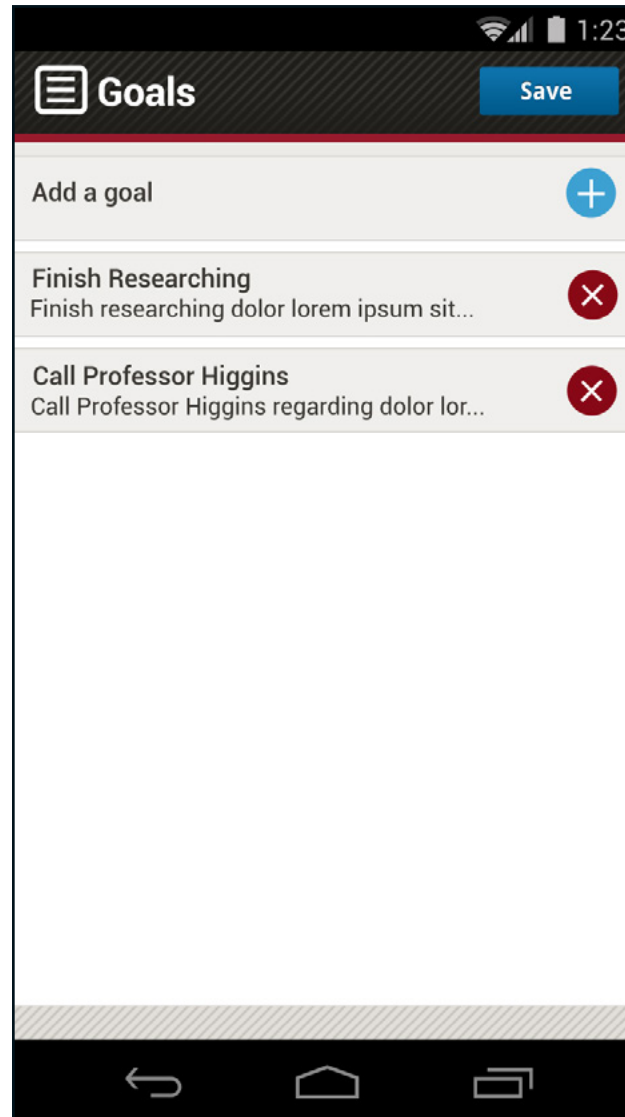 1:23
Goals
Save
Add a goal
Finish Researching
Finish researching dolor lorem ipsum sit...
Call Professor Higgins
Call Professor Higgins regarding dolor lor...